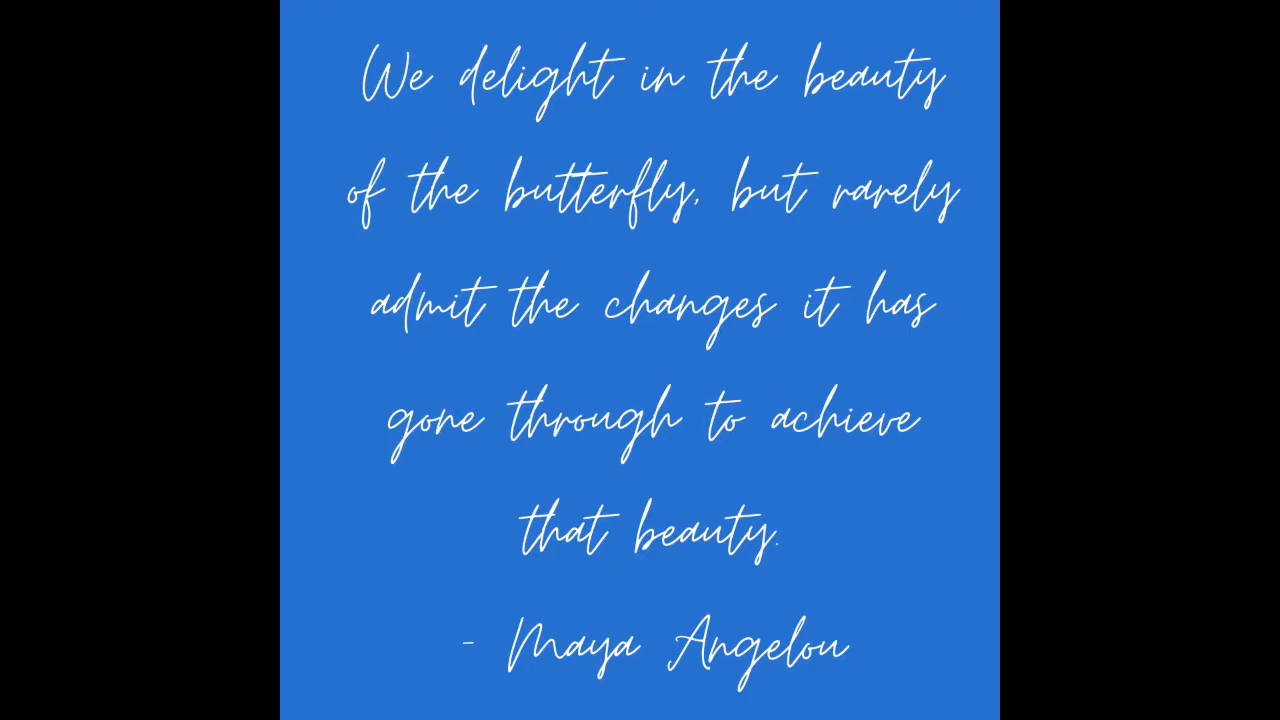 We delight in the beauty
of the butterfly, but rarely
admit the changes it has
gone through to achieve
that beauty.
- Maya Angelou